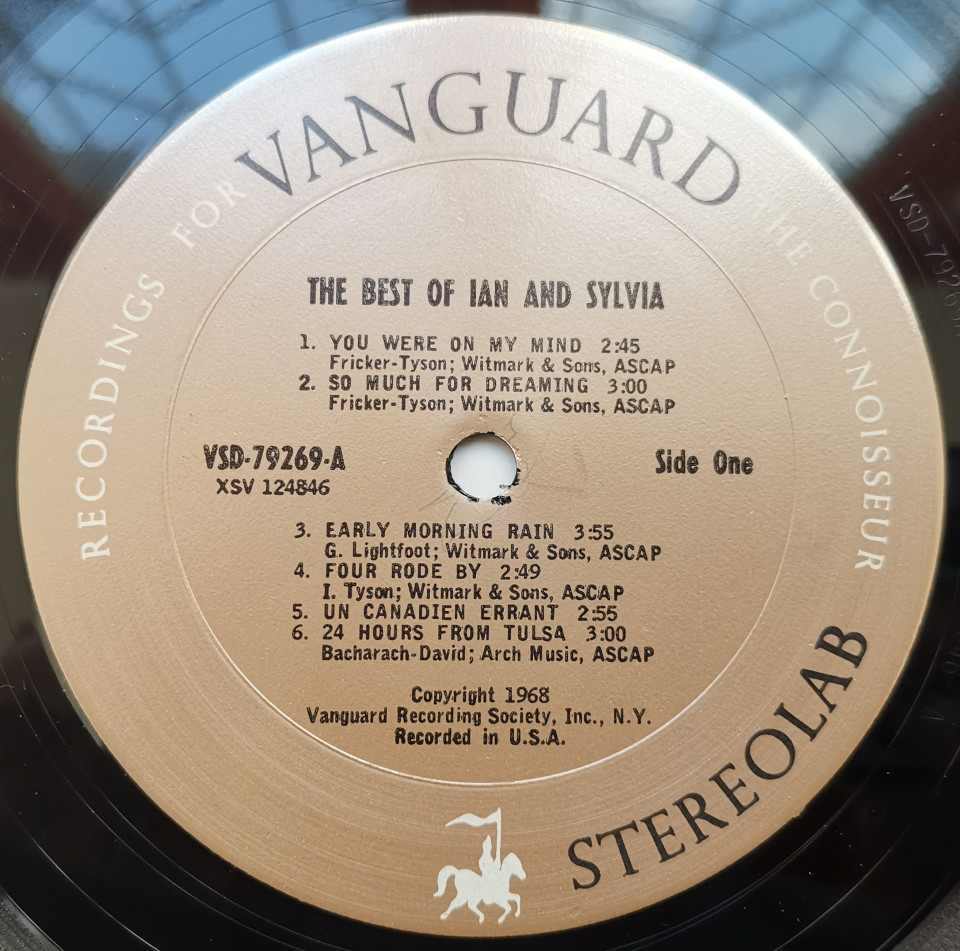 VANGUARD
RECORDINGS FOR THE CONNOISSEUR
THE BEST OF IAN AND SYLVIA
1. YOU WERE ON MY MIND 2:45
Fricker-Tyson; Witmark & Sons, ASCAP
2. SO MUCH FOR DREAMING 3:00
Fricker-Tyson; Witmark & Sons, ASCAP
VSD-79269-A
Side One
XSV 124846
3. EARLY MORNING RAIN 3:55
G. Lightfoot; Witmark & Sons, ASCAP
4. FOUR RODE BY 2:49
I. Tyson; Witmark & Sons, ASCAP
5. UN CANADIEN ERRANT 2:55
6. 24 HOURS FROM TULSA 3:00
Bacharach-David; Arch Music, ASCAP
Copyright 1968
Vanguard Recording Society, Inc., N.Y.
Recorded in U.S.A.
STEREOLAB